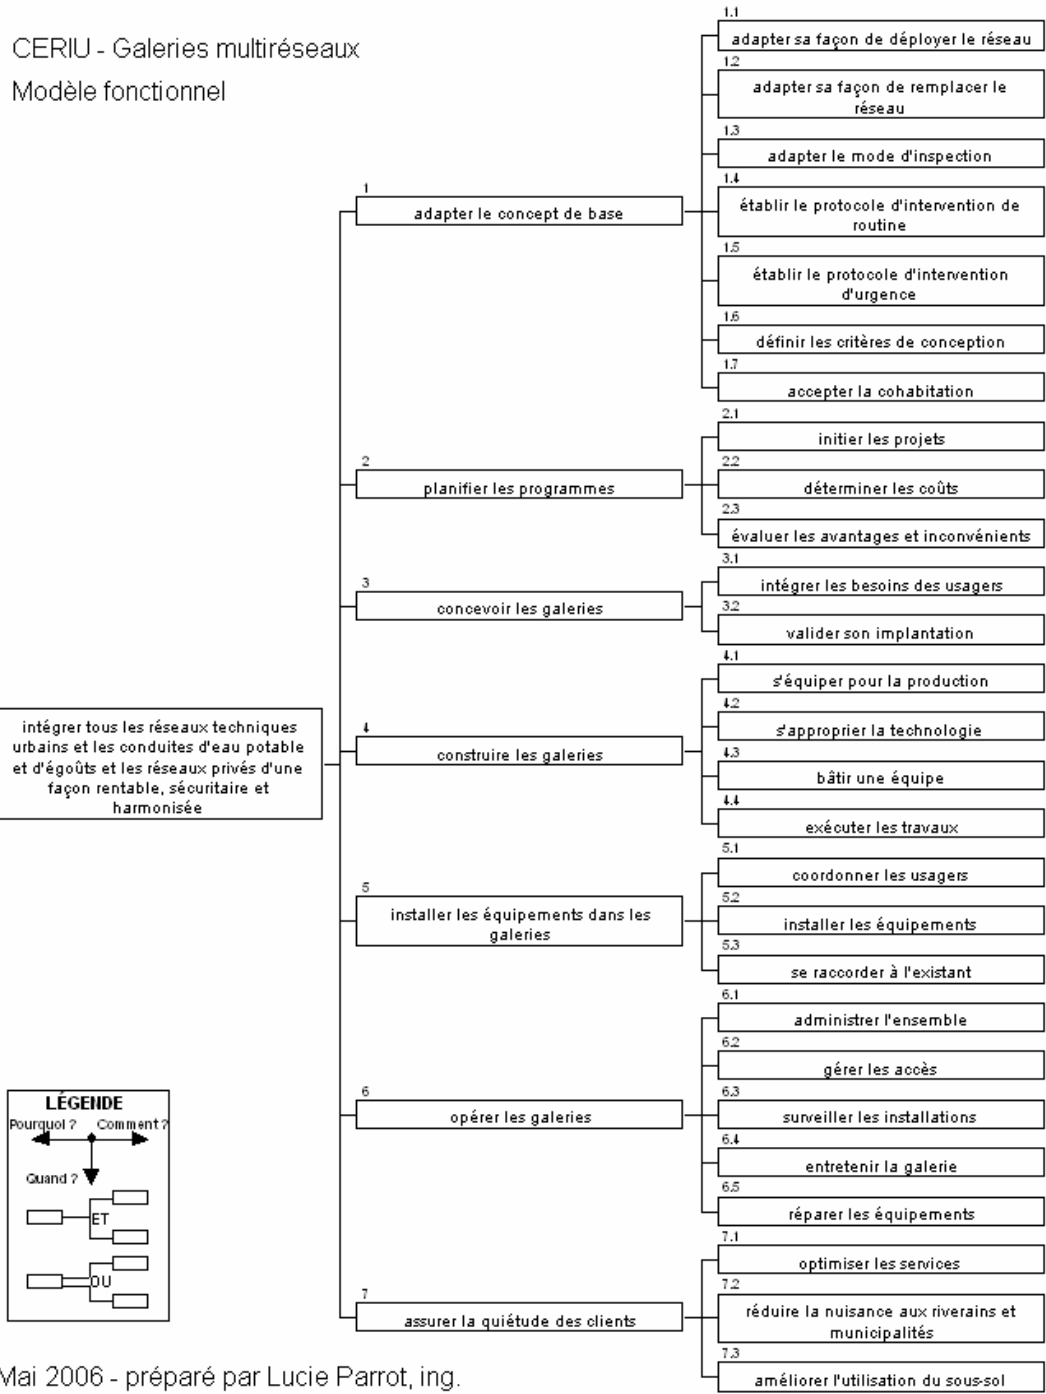 CERIU - Galeries multiréseaux
Modèle fonctionnel
intégrer tous les réseaux techniques
urbains et les conduites d'eau potable
et d'égoûts et les réseaux privés d'une
façon rentable, sécuritaire et
harmonisée
1
adapter le concept de base
1.1
adapter sa façon de déployer le réseau
1.2
adapter sa façon de remplacer le
réseau
1.3
adapter le mode d'inspection
1.4
établir le protocole d'intervention de
routine
1.5
établir le protocole d'intervention
d'urgence
1.6
définir les critères de conception
1.7
accepter la cohabitation
2
planifier les programmes
2.1
initier les projets
2.2
déterminer les coûts
2.3
évaluer les avantages et inconvénients
3
concevoir les galeries
3.1
intégrer les besoins des usagers
3.2
valider son implantation
4
construire les galeries
4.1
s'équiper pour la production
4.2
s'approprier la technologie
4.3
bâtir une équipe
4.4
exécuter les travaux
5
installer les équipements dans les
galeries
5.1
coordonner les usagers
5.2
installer les équipements
5.3
se raccorder à l'existant
6
opérer les galeries
6.1
administrer l'ensemble
6.2
gérer les accès
6.3
surveiller les installations
6.4
entretenir la galerie
6.5
réparer les équipements
7
assurer la quiétude des clients
7.1
optimiser les services
7.2
réduire la nuisance aux riverains et
municipalités
7.3
améliorer l'utilisation du sous-sol
LÉGENDE
Pourquoi ? Comment ?
Quand ?
ET
OU
Mai 2006 - préparé par Lucie Parrot, ing.